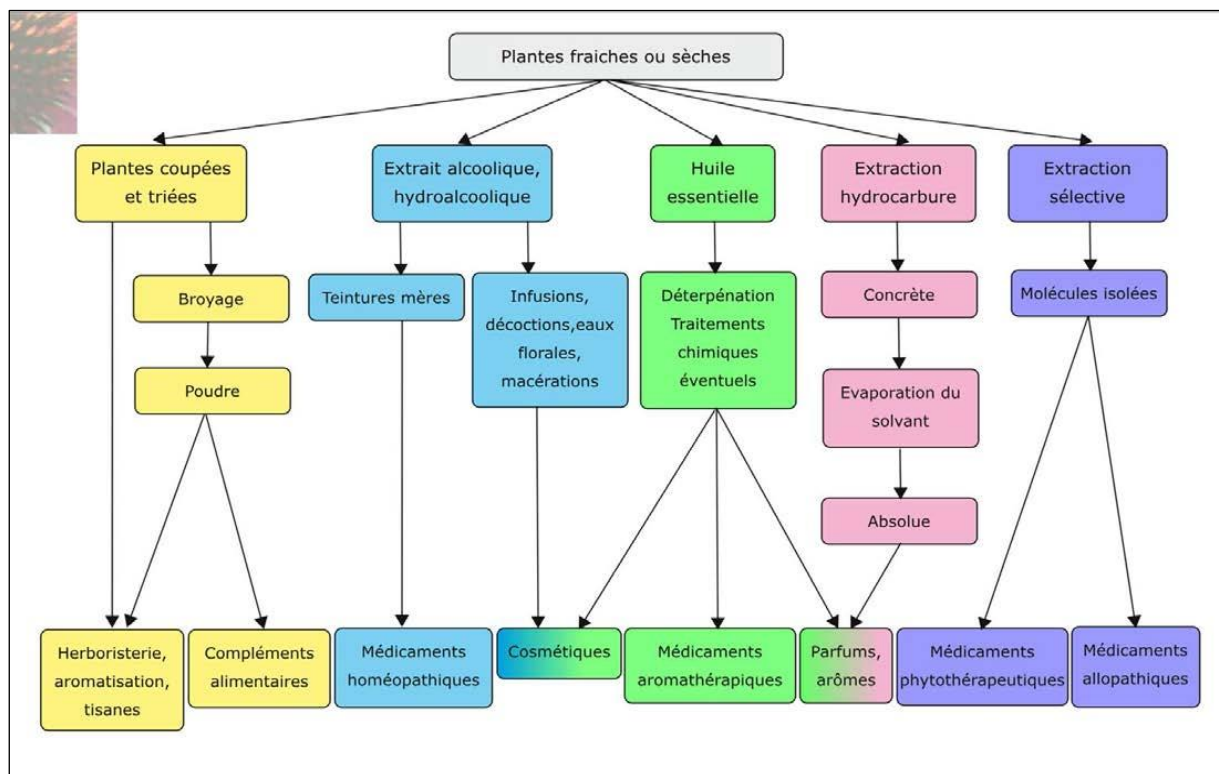 Plantes fraiches ou sèches
Plantes coupées
et triées
Extrait alcoolique,
hydroalcoolique
Huile
essentielle
Extraction
hydrocarbure
Extraction
sélective
Broyage
Teintures mères
Infusions,
décoctions,eaux
florales,
macérations
Déterpénation
Traitements
chimiques
éventuels
Concrète
Molécules isolées
Poudre
Evaporation du
solvant
Absolue
Herboristerie,
aromatisation,
tisanes
Compléments
alimentaires
Médicaments
homéopathiques
Cosmétiques
Médicaments
aromathérapiques
Parfums,
arômes
Médicaments
phytothérapeutiques
Médicaments
allopathiques